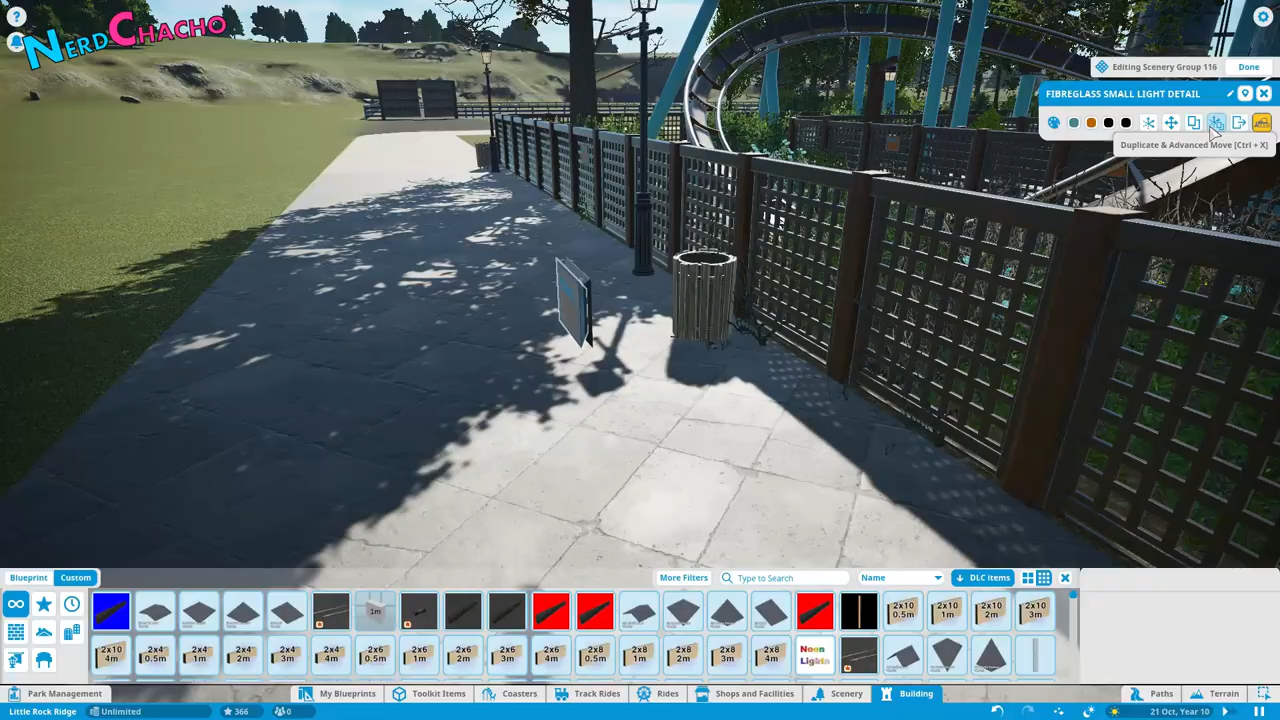 NERDCHACHO
Editing Scenery Group 116
Done
FIBREGLASS SMALL LIGHT DETAIL
Duplicate & Advanced Move [Ctrl + X]
Blueprint
Custom
More Filters
Type to Search
Name
DLC items
1m
2x10 0.5m
2x10 1m
2x10 2m
2x10 3m
2x10 4m
2x4 0.5m
2x4 1m
2x4 2m
2x4 3m
2x4 4m
2x6 0.5m
2x6 1m
2x6 2m
2x6 3m
2x6 4m
2x8 0.5m
2x8 1m
2x8 2m
2x8 3m
2x8 4m
Neon Lights
Park Management
My Blueprints
Toolkit Items
Coasters
Track Rides
Rides
Shops and Facilities
Scenery
Building
Paths
Terrain
Little Rock Ridge
Unlimited
366
0
21 Oct, Year 10